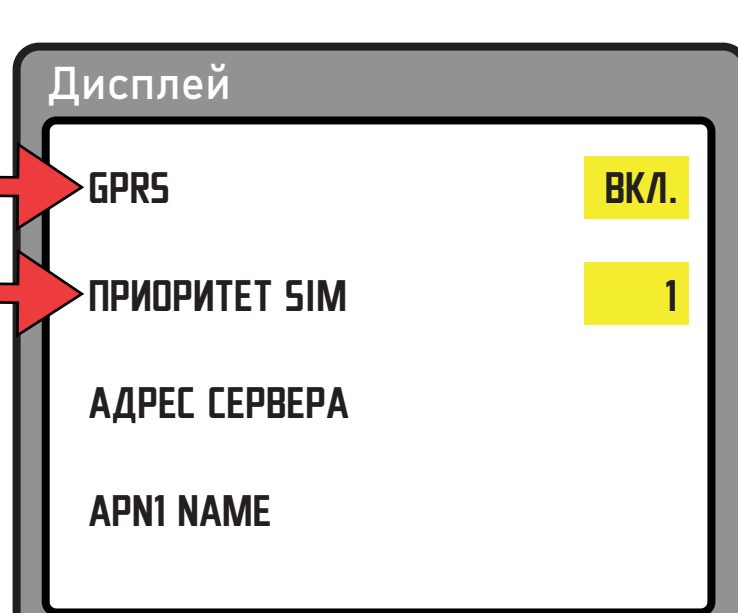 Дисплей
GPRS ВКЛ.
ПРИОРИТЕТ SIM 1
АДРЕС СЕРВЕРА
APN1 NAME